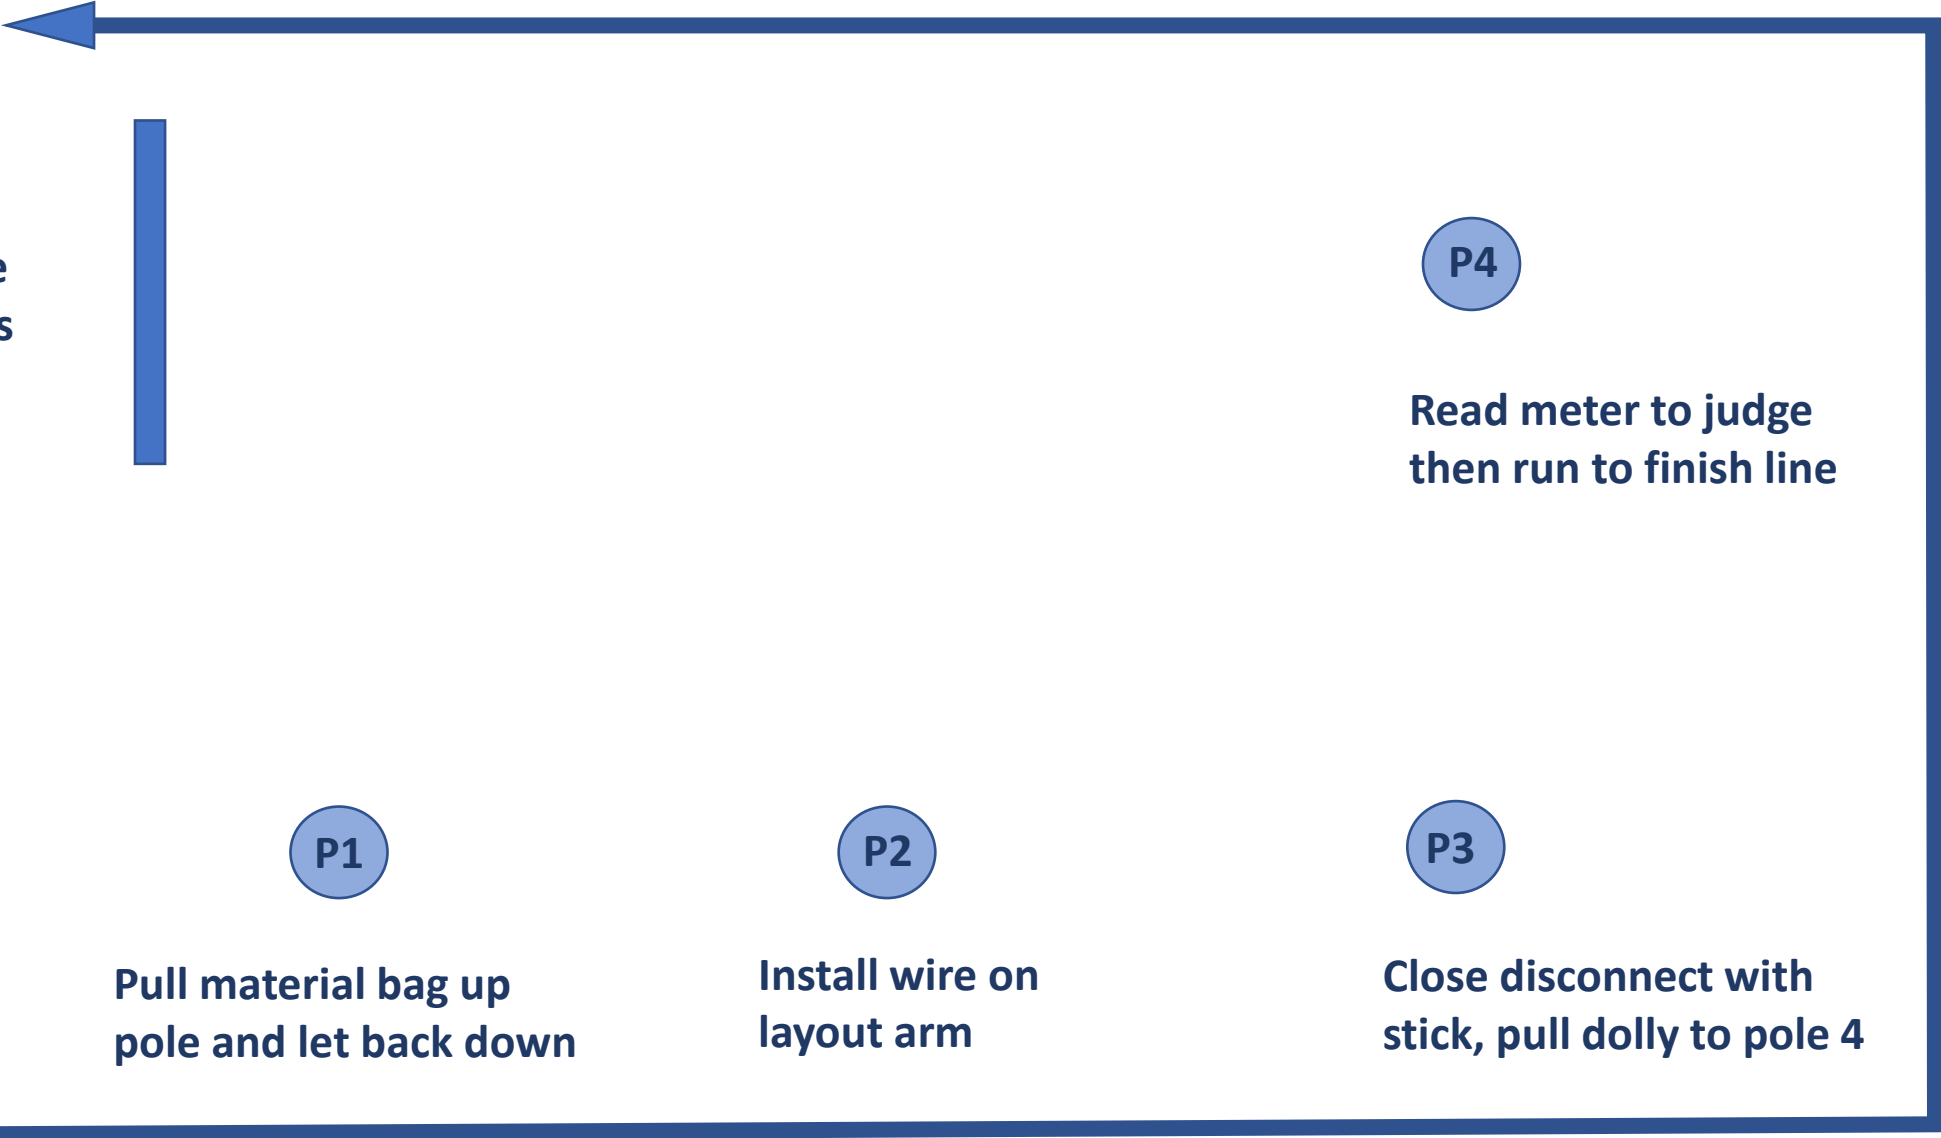 P4
Read meter to judge
then run to finish line
P1
P2
P3
Pull material bag up
pole and let back down
Install wire on
layout arm
Close disconnect with
stick, pull dolly to pole 4